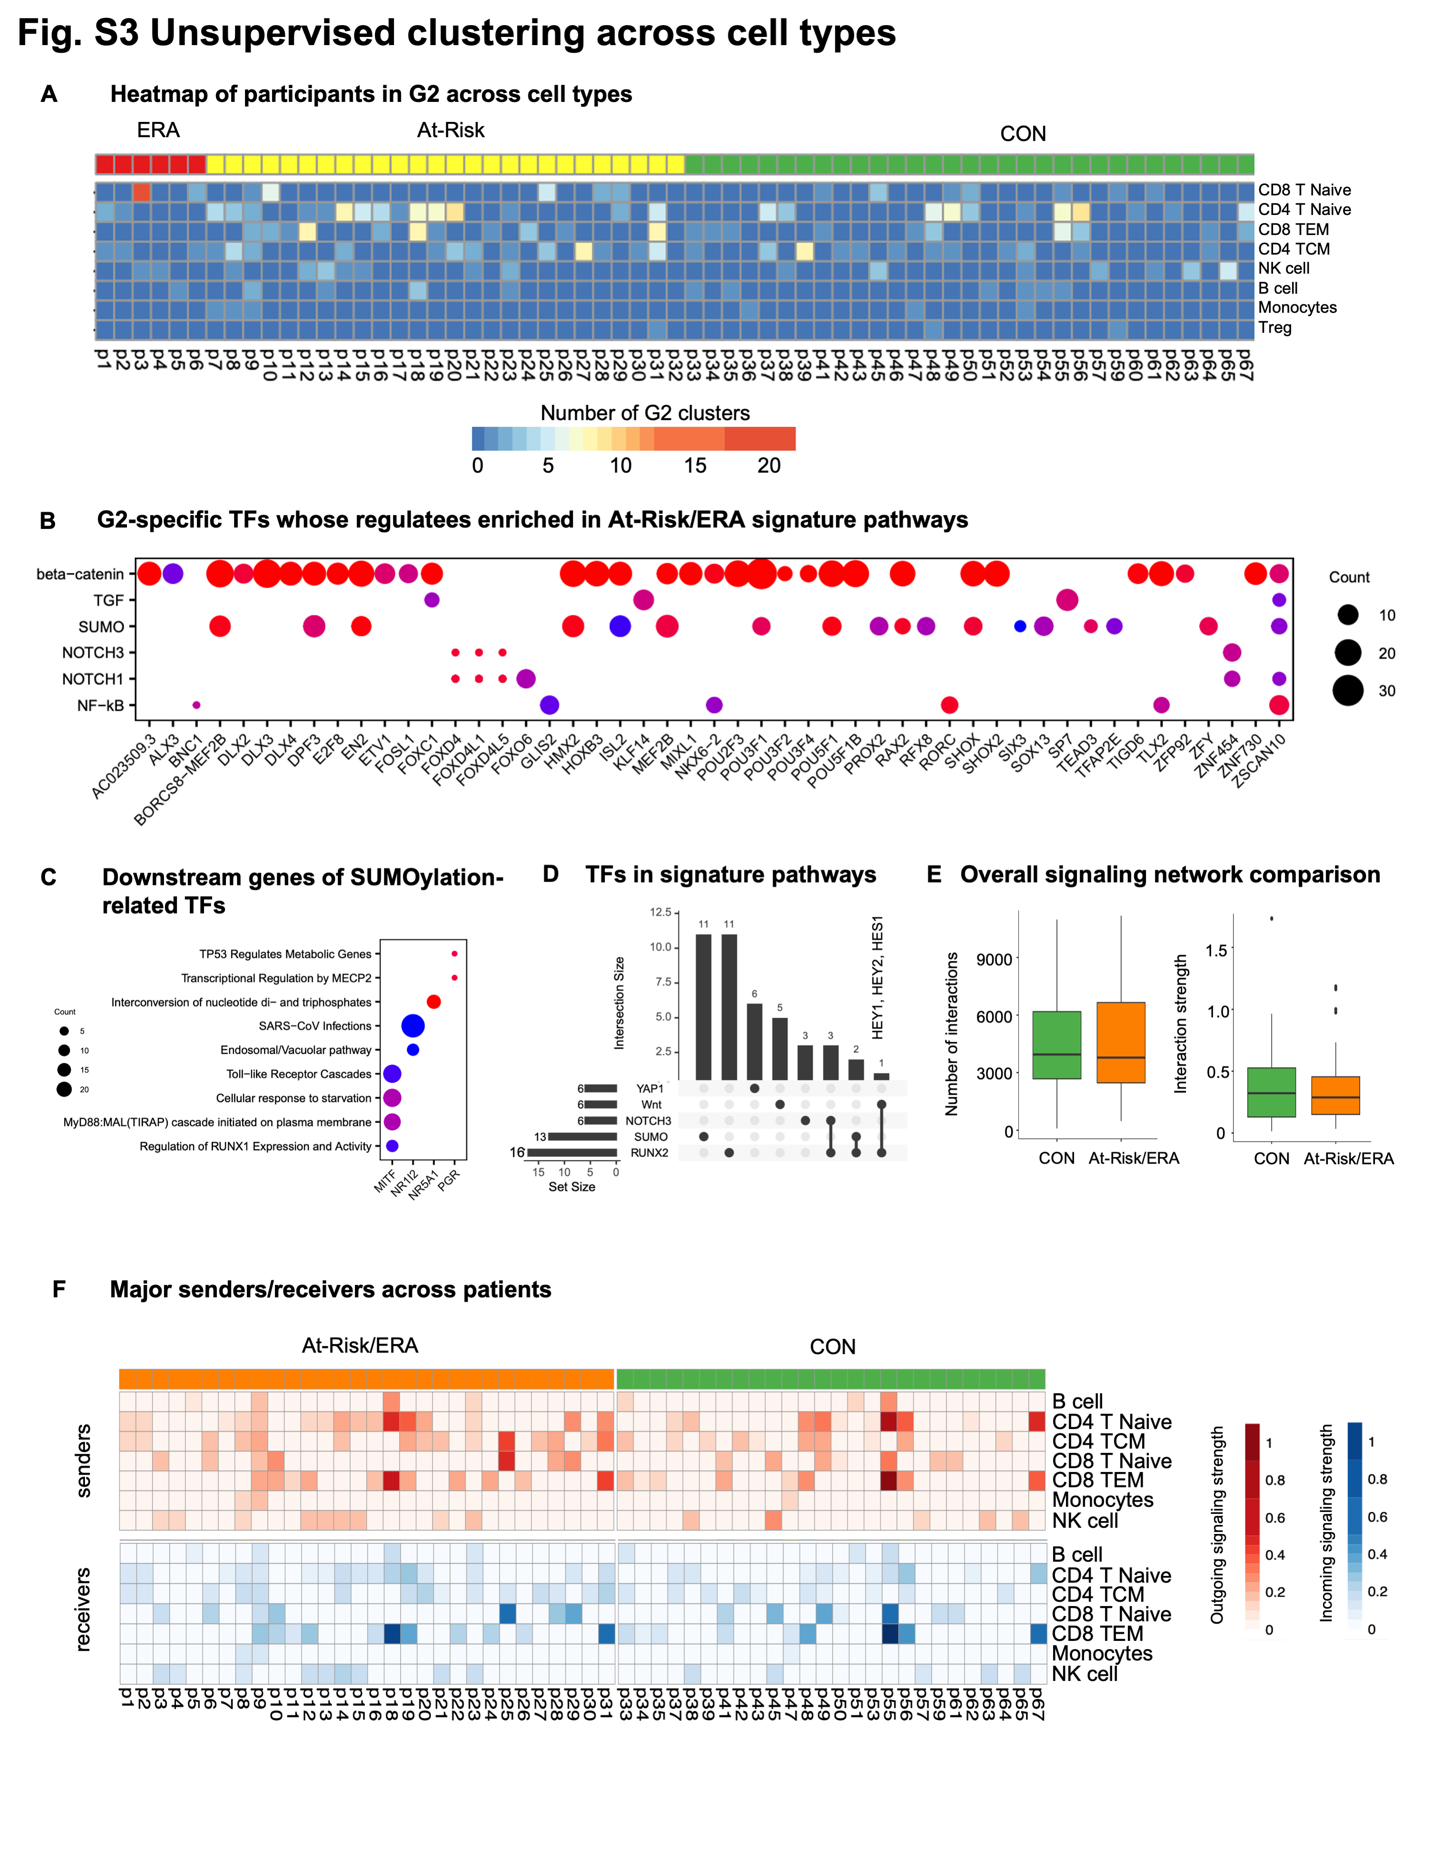 Fig. S3 Unsupervised clustering across cell types
A Heatmap of participants in G2 across cell types
ERA At-Risk CON
CD8 T Naive
CD4 T Naive
CD8 TEM
CD4 TCM
NK cell
B cell
Monocytes
Treg
p1 p2 p3 p4 p5 p6 p7 p8 p9 p10 p11 p12 p13 p14 p15 p16 p17 p18 p19 p20 p21 p22 p23 p24 p25 p26 p27 p28 p29 p30 p31 p32 p33 p34 p35 p36 p37 p38 p39 p41 p42 p43 p45 p46 p47 p48 p49 p50 p51 p52 p53 p54 p55 p56 p57 p59 p60 p61 p62 p63 p64 p65 p67
Number of G2 clusters
0 5 10 15 20
B G2-specific TFs whose regulatees enriched in At-Risk/ERA signature pathways
beta−catenin
TGF
SUMO
NOTCH3
NOTCH1
NF−kB
AC023509.3 ALX3 BNC1 BORCS8−MEF2B DLX2 DLX3 DLX4 DPF3 E2F8 EN2 ETV1 FOSL1 FOXC1 FOXD4 FOXD4L1 FOXD4L5 FOXO6 GLIS2 HMX2 HOXB3 ISL2 KLF14 MEF2B MIXL1 NKX6−2 POU2F3 POU3F1 POU3F2 POU3F4 POU5F1 POU5F1B PROX2 RAX2 RFX8 RORC SHOX SHOX2 SIX3 SOX13 SP7 TEAD3 TFAP2E TIGD6 TLX2 ZFP92 ZFY ZNF454 ZNF730 ZSCAN10
Count
10
20
30
C Downstream genes of SUMOylation-
related TFs
TP53 Regulates Metabolic Genes
Transcriptional Regulation by MECP2
Interconversion of nucleotide di− and triphosphates
SARS−CoV Infections
Endosomal/Vacuolar pathway
Toll−like Receptor Cascades
Cellular response to starvation
MyD88:MAL(TIRAP) cascade initiated on plasma membrane
Regulation of RUNX1 Expression and Activity
MITF NR1I2 NR5A1 PGR
Count
5
10
15
20
D TFs in signature pathways
Intersection Size
12.5
10.0
7.5
5.0
2.5
11 11 6 5 3 3 2 1
HEY1, HEY2, HES1
6 YAP1
6 Wnt
6 NOTCH3
13 SUMO
16 RUNX2
15 10 5 0
Set Size
E Overall signaling network comparison
Number of interactions
9000
6000
3000
0
CON At-Risk/ERA
Interaction strength
1.5
1.0
0.5
0
CON At-Risk/ERA
F Major senders/receivers across patients
At-Risk/ERA CON
senders
B cell
CD4 T Naive
CD4 TCM
CD8 T Naive
CD8 TEM
Monocytes
NK cell
receivers
B cell
CD4 T Naive
CD4 TCM
CD8 T Naive
CD8 TEM
Monocytes
NK cell
p1 p2 p3 p4 p5 p6 p7 p8 p9 p10 p11 p12 p13 p14 p15 p16 p18 p19 p20 p21 p22 p23 p24 p25 p26 p27 p28 p29 p30 p31 p33 p34 p35 p37 p38 p39 p41 p42 p43 p45 p47 p48 p49 p50 p51 p53 p55 p56 p57 p59 p61 p62 p63 p64 p65 p67
Outgoing signaling strength
1
0.8
0.6
0.4
0.2
0
Incoming signaling strength
1
0.8
0.6
0.4
0.2
0